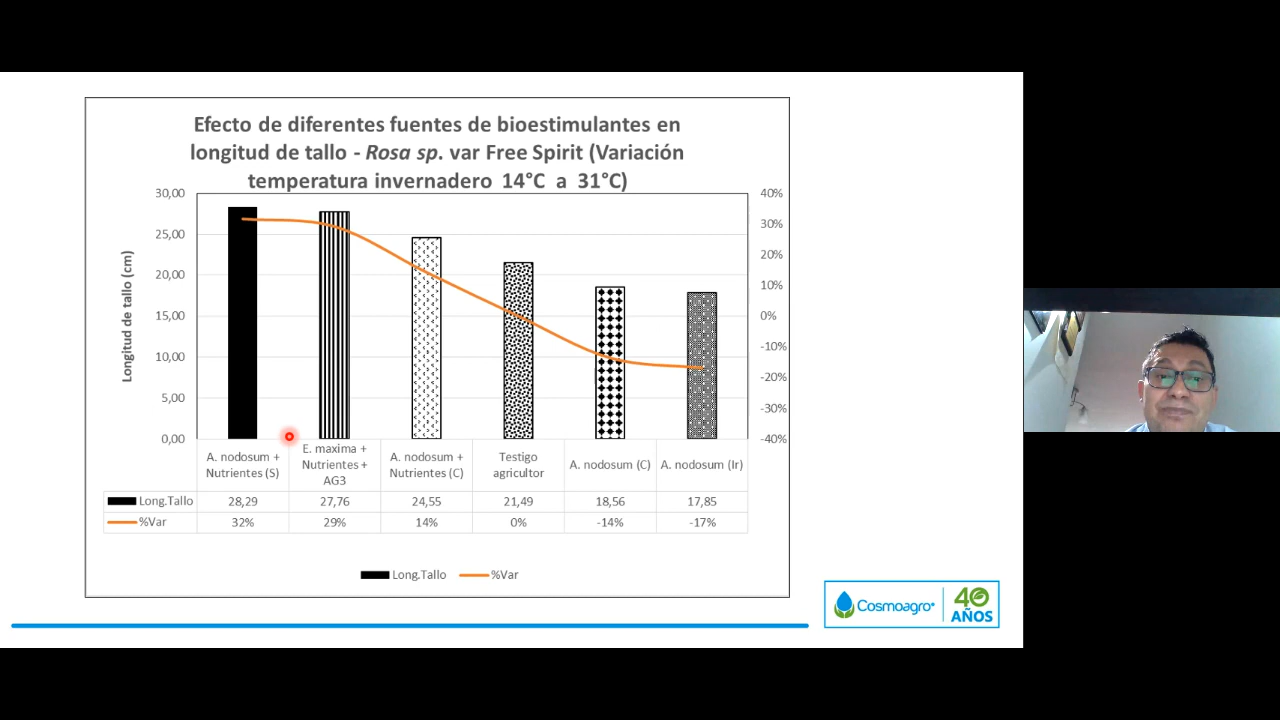 Efecto de diferentes fuentes de bioestimulantes en
longitud de tallo - Rosa sp. var Free Spirit (Variación
temperatura invernadero 14°C a 31°C)
30,00
25,00
20,00
15,00
10,00
5,00
0,00
Longitud de tallo (cm)
40%
30%
20%
10%
0%
-10%
-20%
-30%
-40%
A. nodosum +
Nutrientes (S)
E. maxima +
Nutrientes +
AG3
A. nodosum +
Nutrientes (C)
Testigo
agricultor
A. nodosum (C)
A. nodosum (Ir)
Long.Tallo 28,29 27,76 24,55 21,49 18,56 17,85
%Var 32% 29% 14% 0% -14% -17%
Long.Tallo %Var
Cosmoagro
40
AÑOS